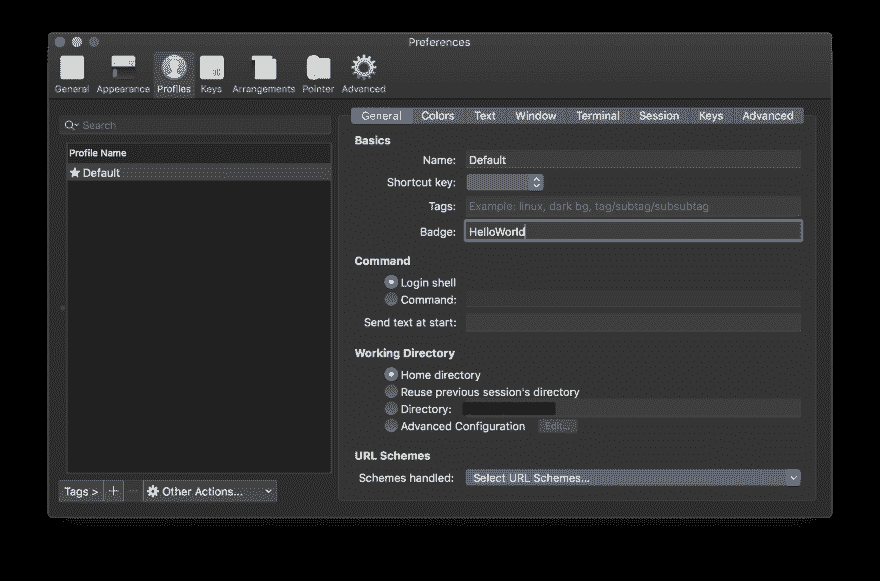 Preferences
General Appearance Profiles Keys Arrangements Pointer Advanced
Search
Profile Name
Default
Tags >
Other Actions...
General Colors Text Window Terminal Session Keys Advanced
Basics
Name: Default
Shortcut key:
Tags: Example: linux, dark bg, tag/subtag/subsubtag
Badge: HelloWorld
Command
Login shell
Command:
Send text at start:
Working Directory
Home directory
Reuse previous session's directory
Directory:
Advanced Configuration Edit...
URL Schemes
Schemes handled: Select URL Schemes...